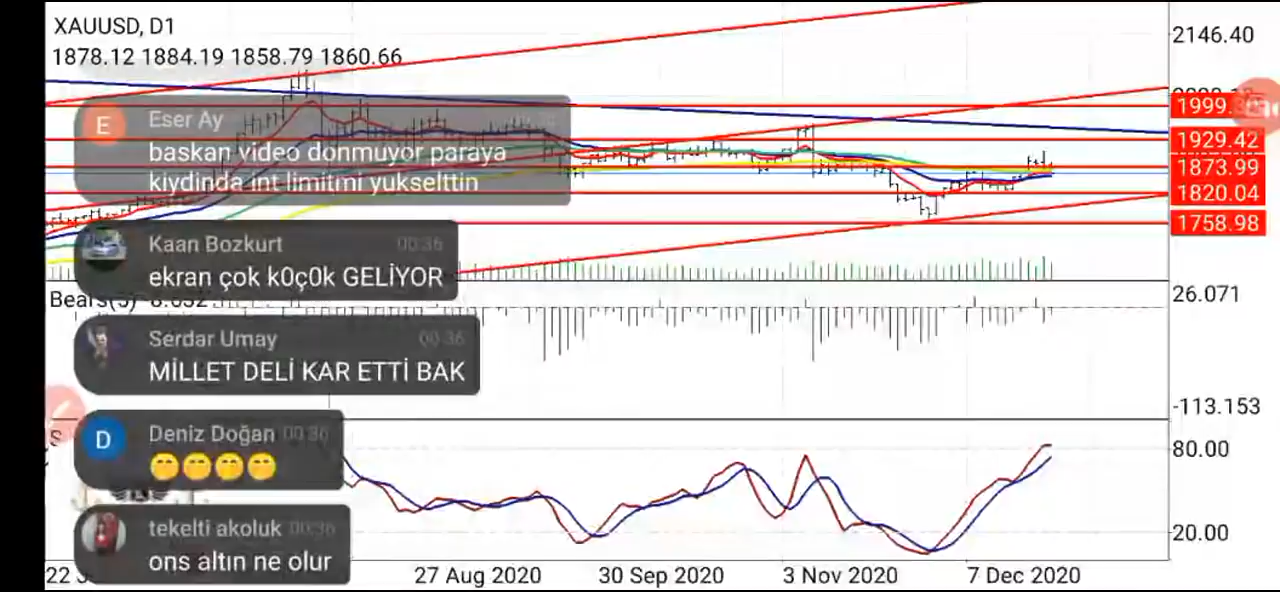 XAUUSD, D1
1878.12 1884.19 1858.79 1860.66
2146.40
1999.
E
Eser Ay
1929.42
baskan video donmuyor paraya
kiydinda int limitmi yukselttin
1873.99
1820.04
1758.98
Kaan Bozkurt 00:36
ekran çok k0ç0k GELİYOR
Bears(5)
26.071
Serdar Umay 00:36
MİLLET DELİ KAR ETTİ BAK
-113.153
D
Deniz Doğan 00:36
80.00
tekelti akoluk 00:36
20.00
ons altın ne olur
27 Aug 2020
30 Sep 2020
3 Nov 2020
7 Dec 2020